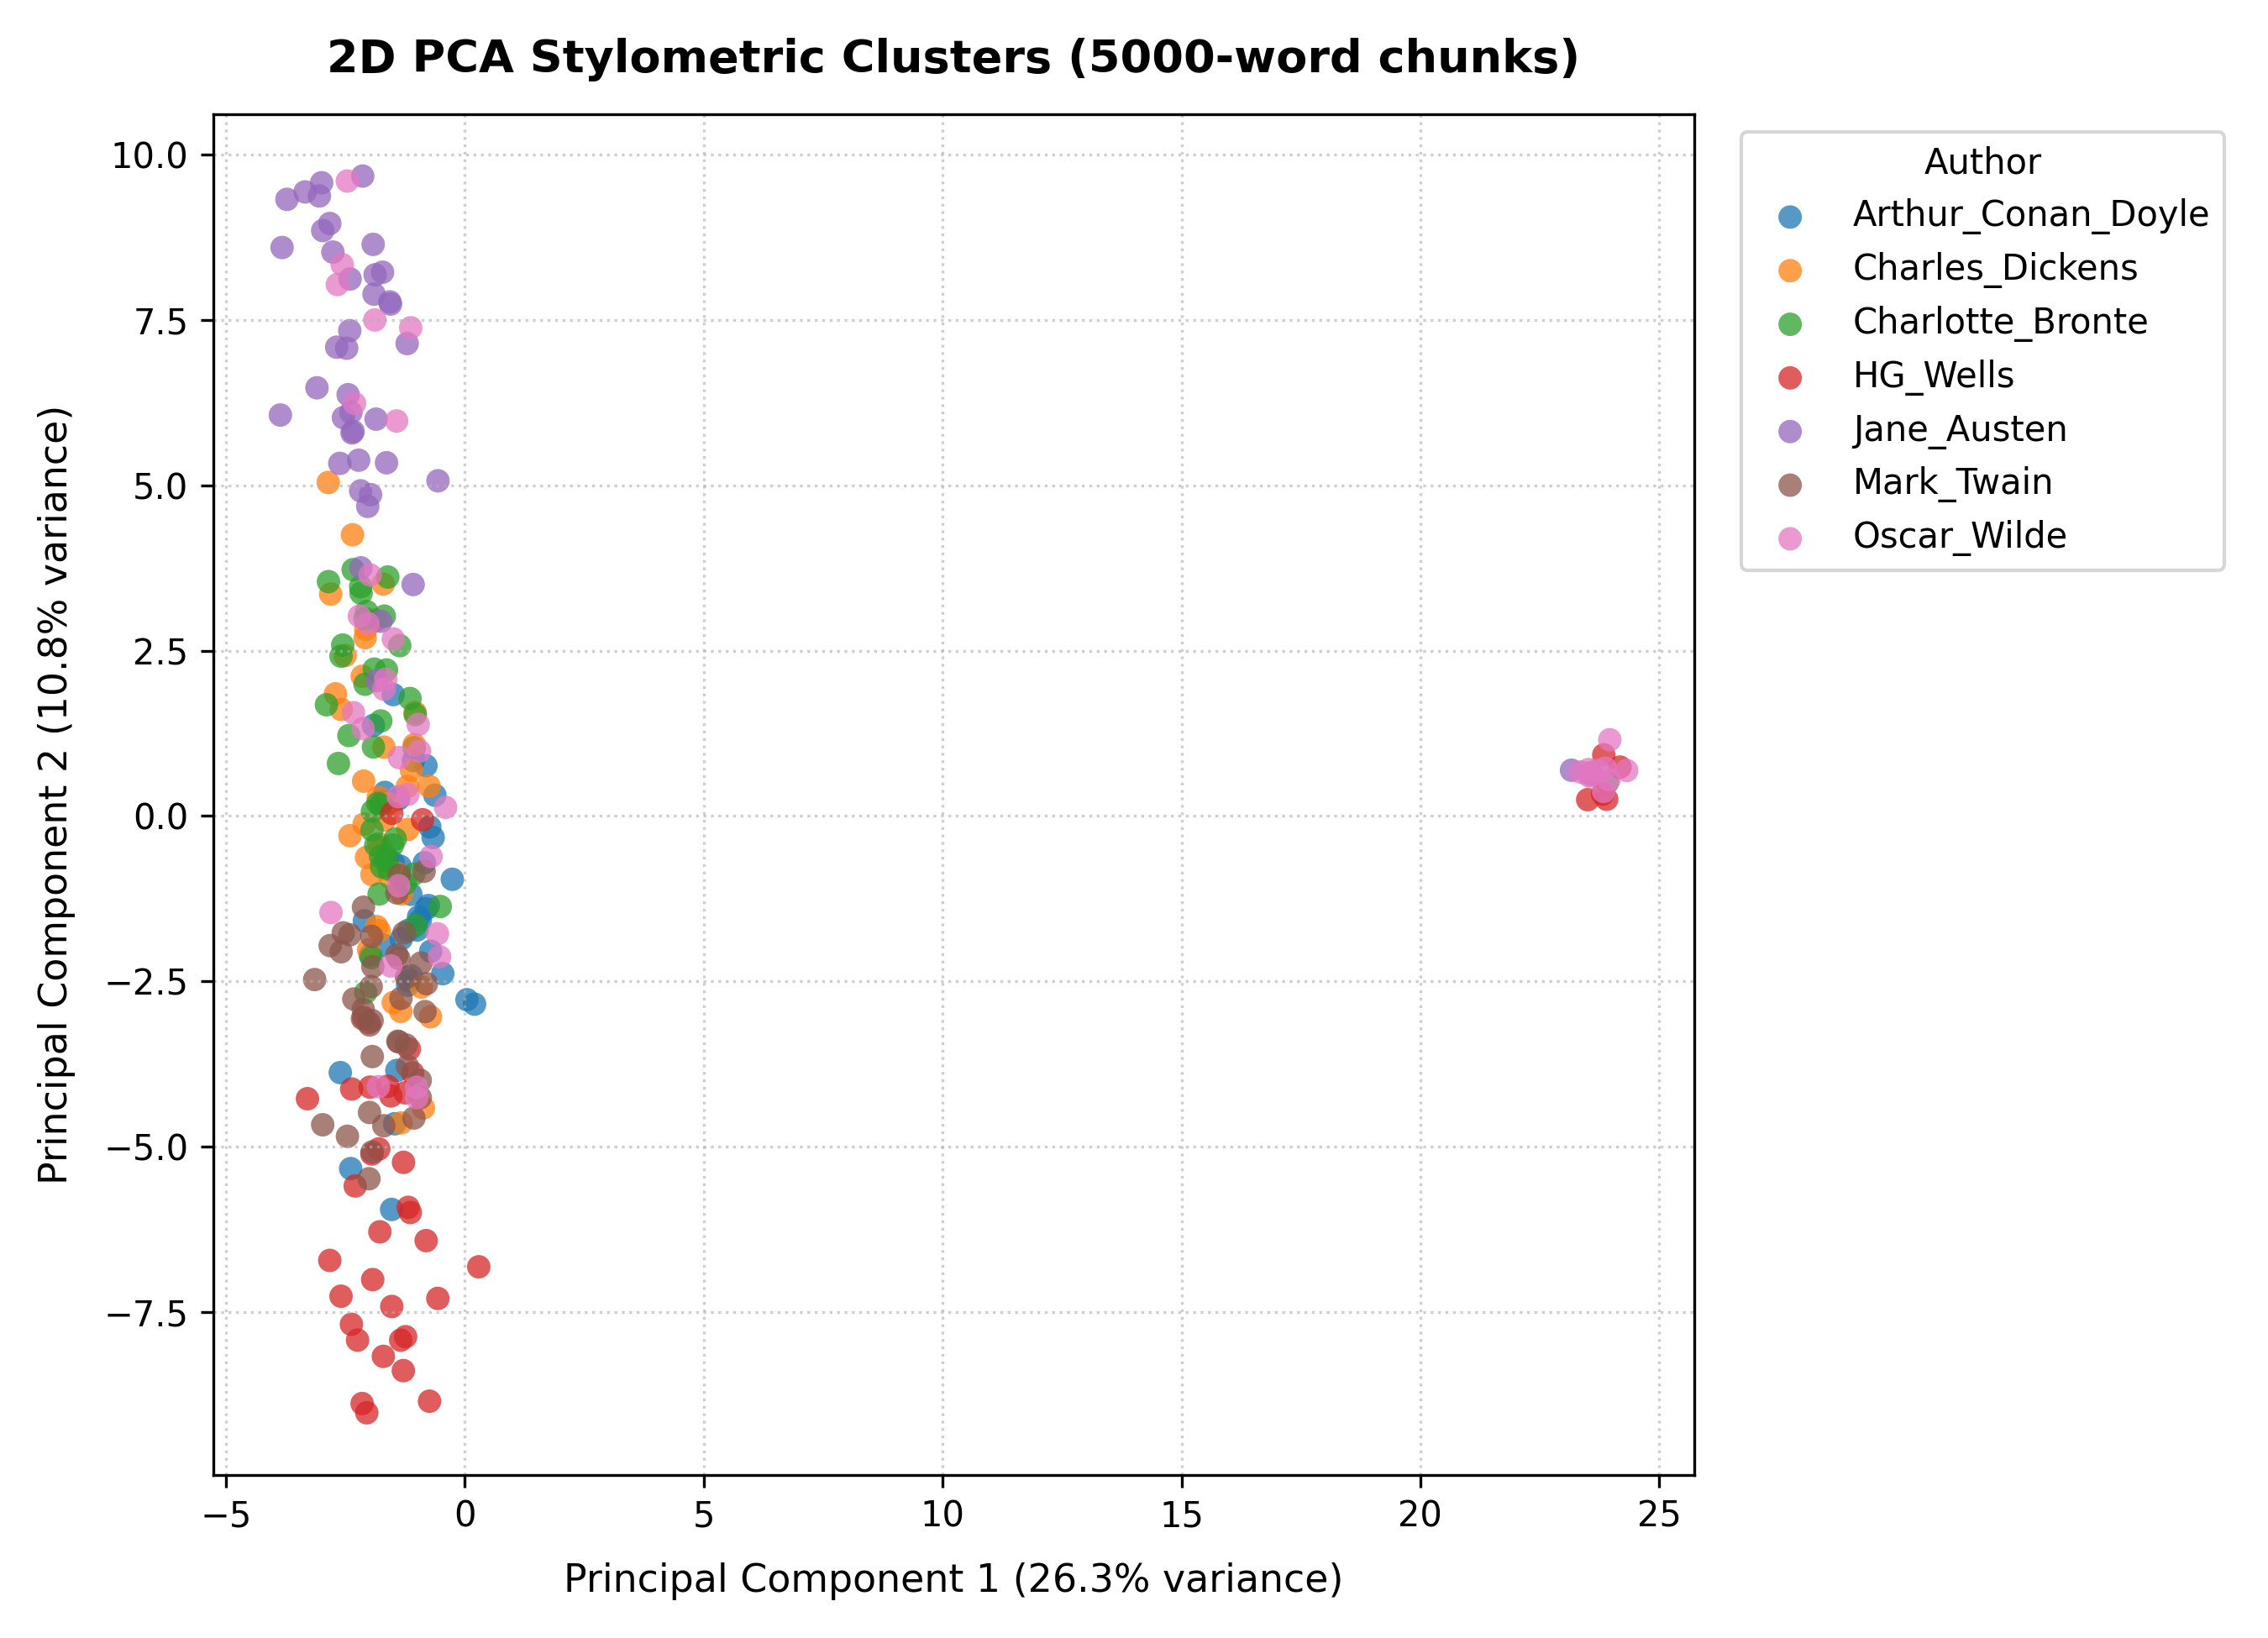 2D PCA Stylometric Clusters (5000-word chunks)
Principal Component 2 (10.8% variance)
10.0
7.5
5.0
2.5
0.0
−2.5
−5.0
−7.5
−5
0
5
10
15
20
25
Principal Component 1 (26.3% variance)
Author
Arthur_Conan_Doyle
Charles_Dickens
Charlotte_Bronte
HG_Wells
Jane_Austen
Mark_Twain
Oscar_Wilde